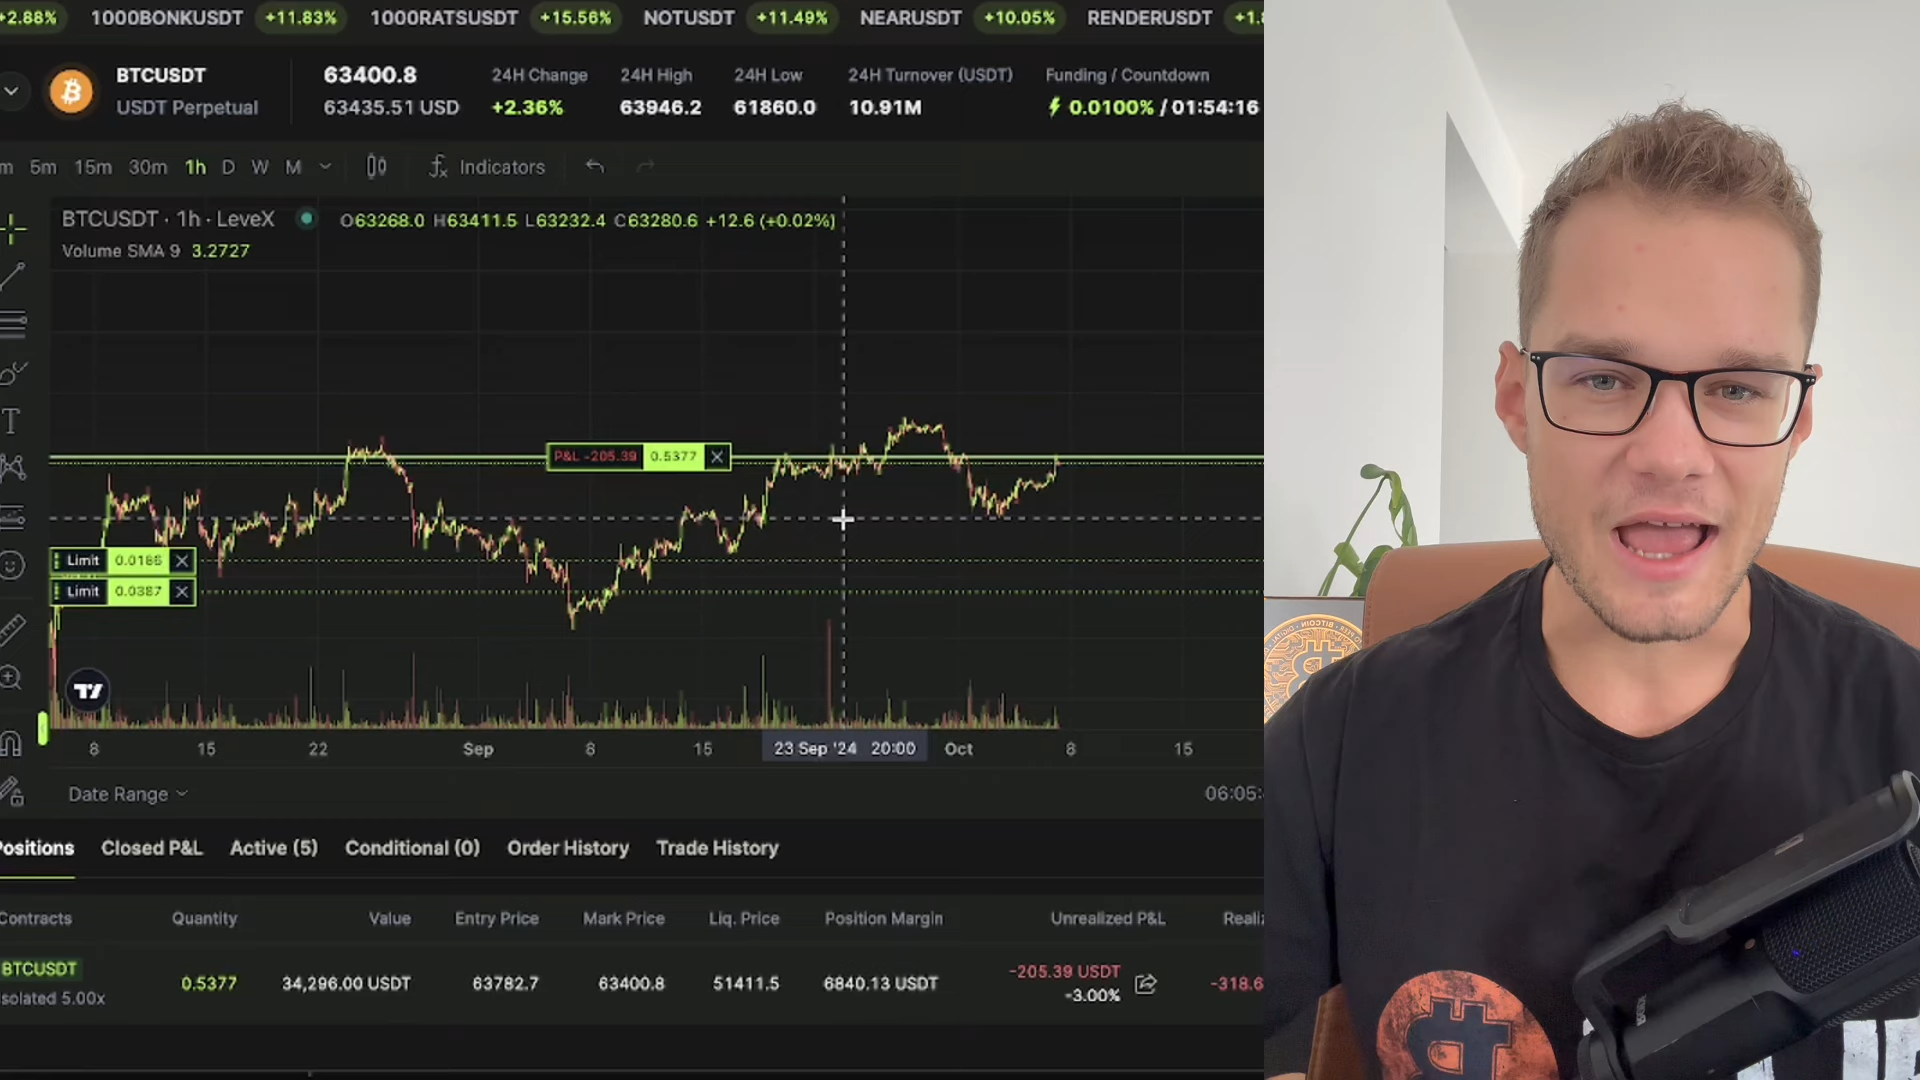 +2.88% 1000BONKUSDT +11.83% 1000RATSUSDT +15.56% NOTUSDT +11.49% NEARUSDT +10.05% RENDERUSDT
BTCUSDT 63400.8 24H Change 24H High 24H Low 24H Turnover (USDT) Funding / Countdown
USDT Perpetual 63435.51 USD +2.36% 63946.2 61860.0 10.91M 0.0100% / 01:54:16
m 5m 15m 30m 1h D W M Indicators
BTCUSDT · 1h · LeveX O63268.0 H63411.5 L63232.4 C63280.6 +12.6 (+0.02%)
Volume SMA 9 3.2727
P&L -205.39 0.5377
Limit 0.0186
Limit 0.0387
8 15 22 Sep 8 15 23 Sep '24 20:00 Oct 8 15
Date Range 06:05:
Positions Closed P&L Active (5) Conditional (0) Order History Trade History
Contracts Quantity Value Entry Price Mark Price Liq. Price Position Margin Unrealized P&L Reali
BTCUSDT 0.5377 34,296.00 USDT 63782.7 63400.8 51411.5 6840.13 USDT -205.39 USDT -318.6
solated 5.00x -3.00%